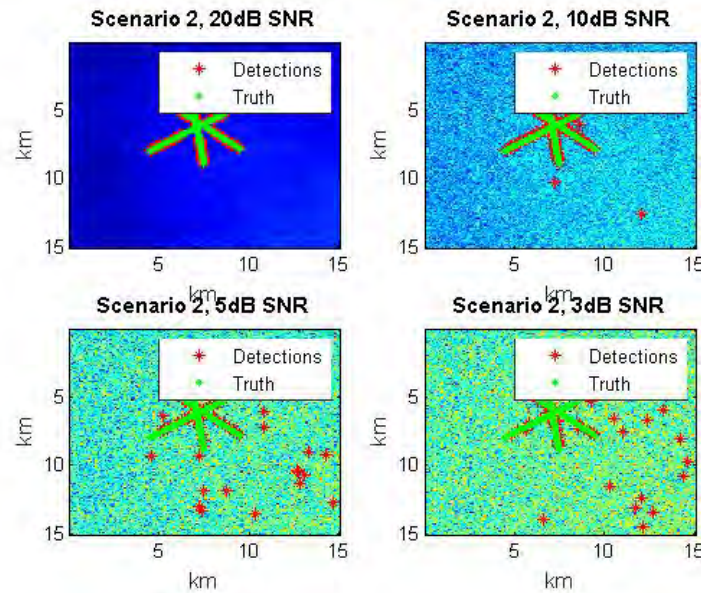 Scenario 2, 20dB SNR
Detections
Truth
5
10
15
km
5
10
15
km
Scenario 2, 10dB SNR
Detections
Truth
5
10
15
km
5
10
15
km
Scenario 2, 5dB SNR
Detections
Truth
5
10
15
km
5
10
15
km
Scenario 2, 3dB SNR
Detections
Truth
5
10
15
km
5
10
15
km